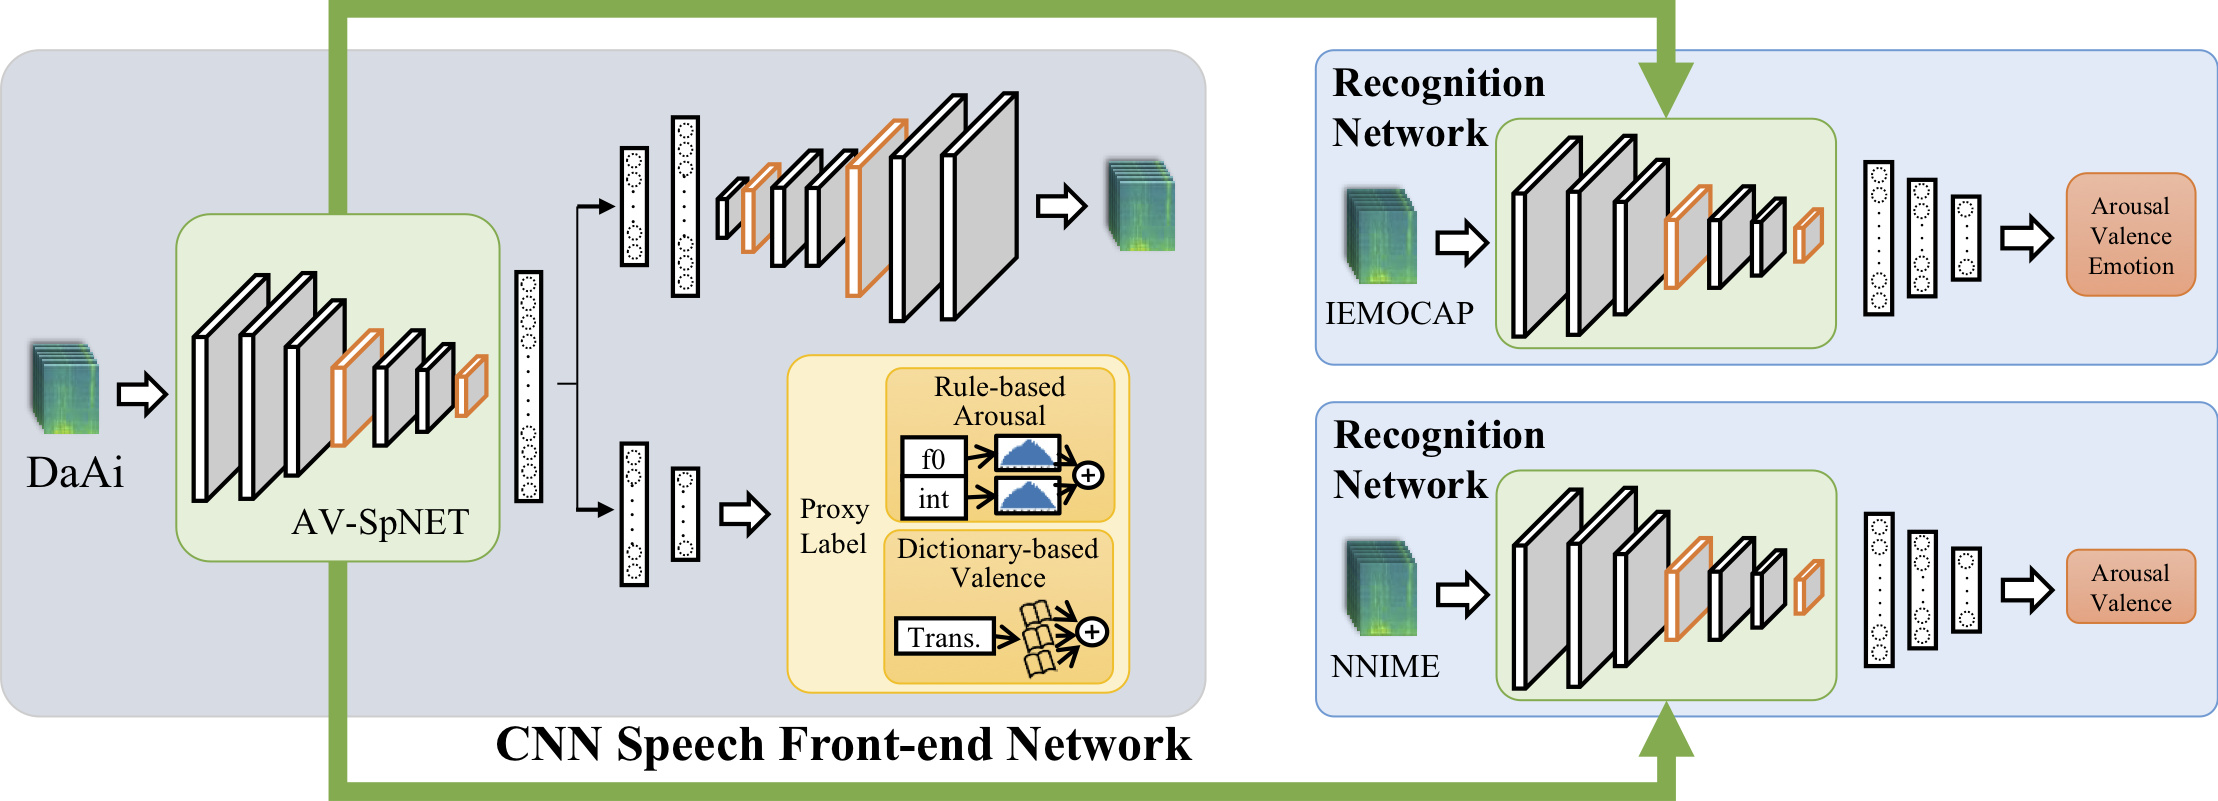 DaAi
AV-SpNET
Proxy
Label
Rule-based
Arousal
f0
int
Dictionary-based
Valence
Trans.
CNN Speech Front-end Network
Recognition
Network
IEMOCAP
Arousal
Valence
Emotion
Recognition
Network
NNIME
Arousal
Valence